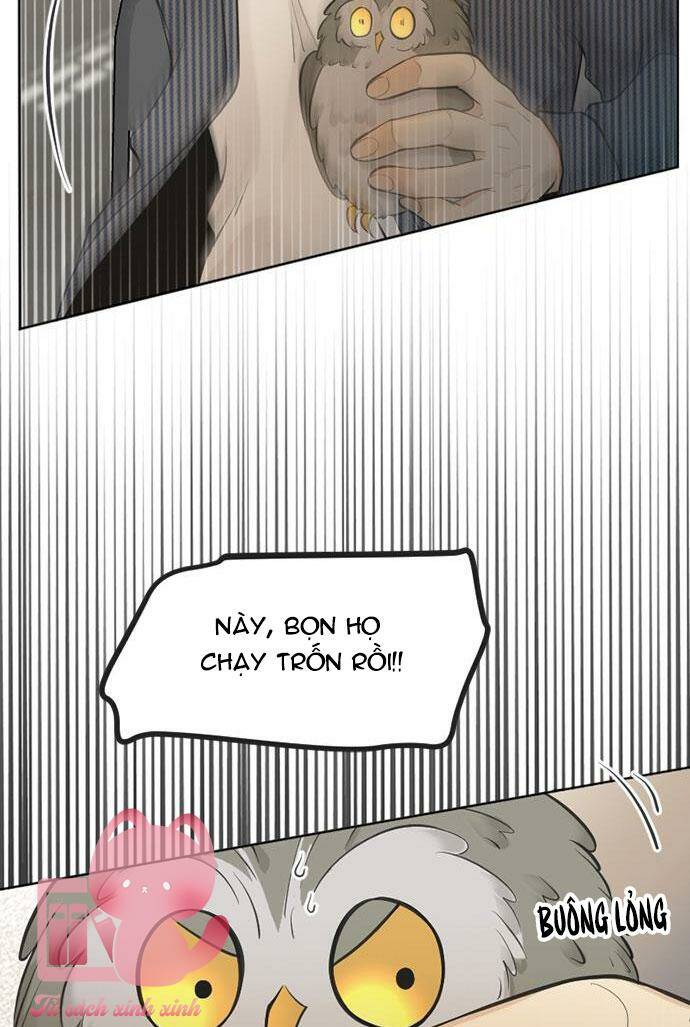 NÀY, BỌN HỌ
CHẠY TRỐN RỒI!!
BUÔNG LỎNG
Tủ sách xinh xinh